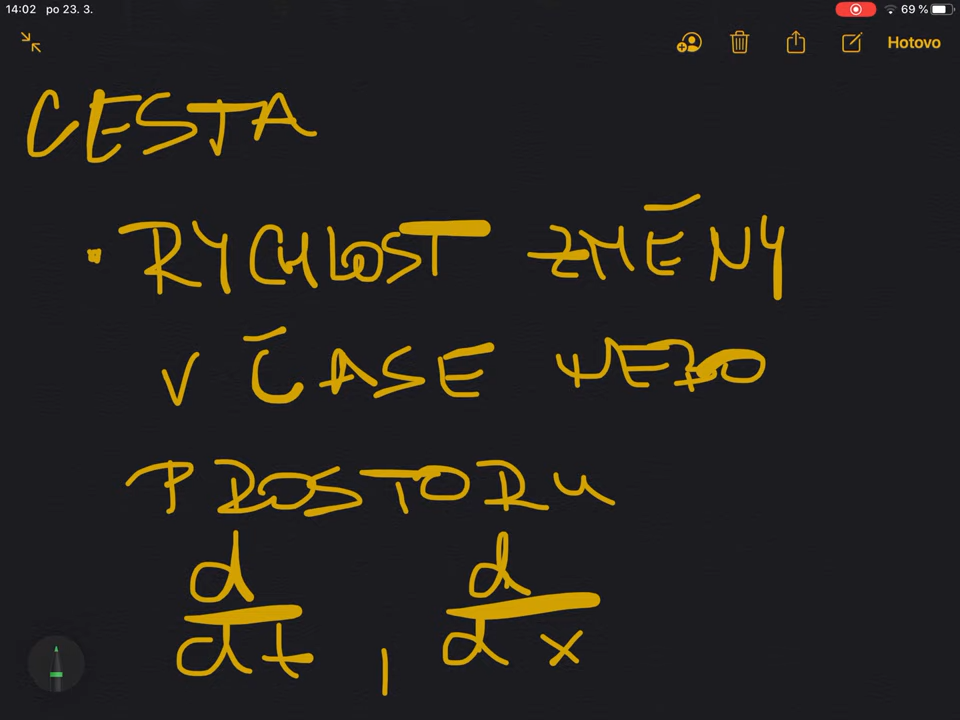 14:02 po 23. 3. 69 %
Hotovo
CESTA
• RYCHLOST ZMĚNY
V ČASE NEBO
PROSTORU
d/dt , d/dx